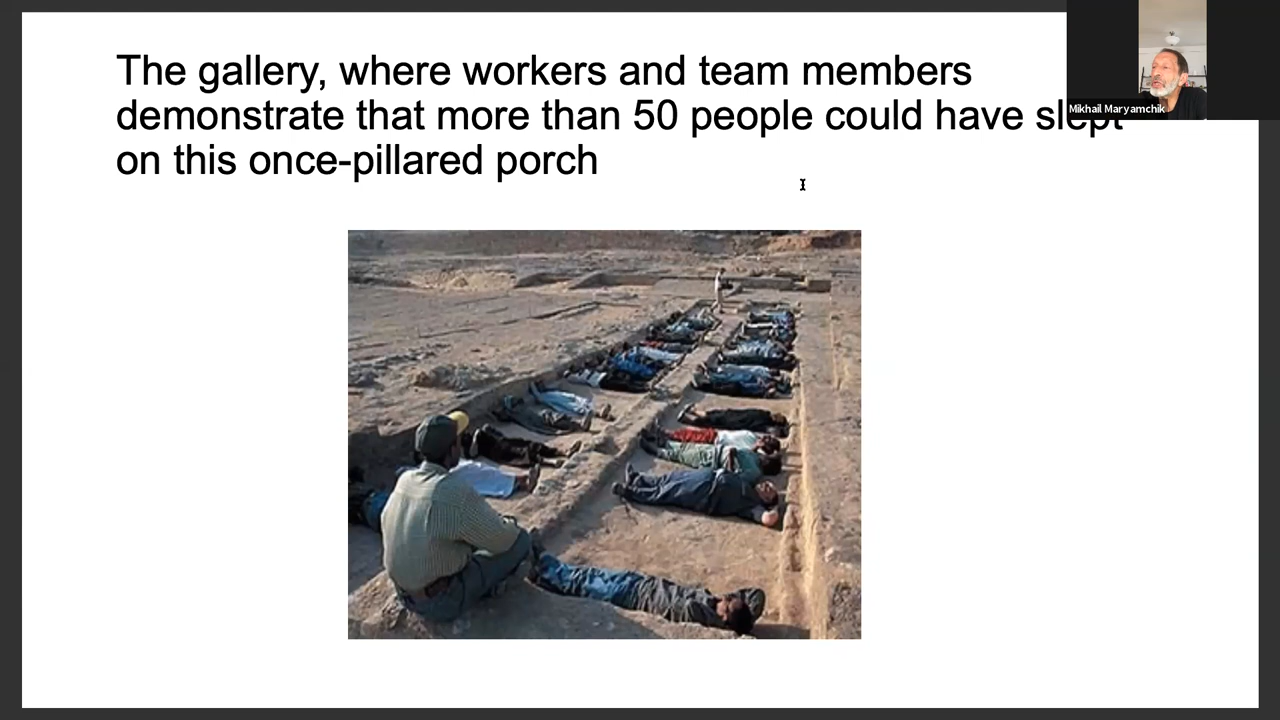 The gallery, where workers and team members
demonstrate that more than 50 people could have slept
on this once-pillared porch
Mikhail Maryamchik